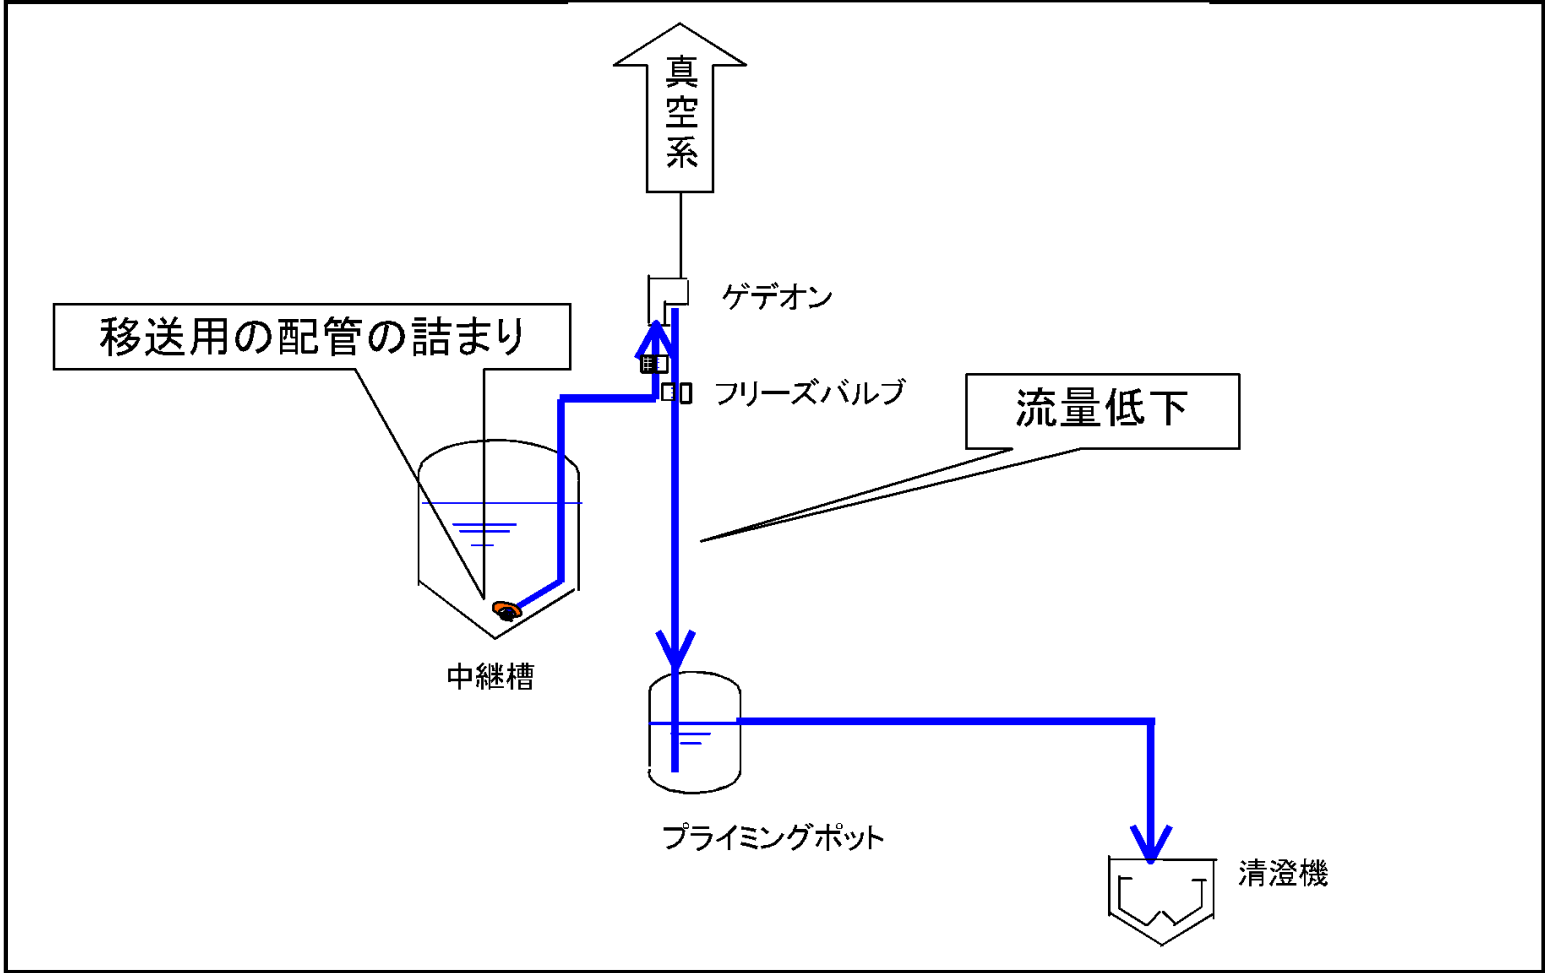 真空系
ゲデオン
移送用の配管の詰まり
フリーズバルブ
流量低下
中継槽
プライミングポット
清澄機